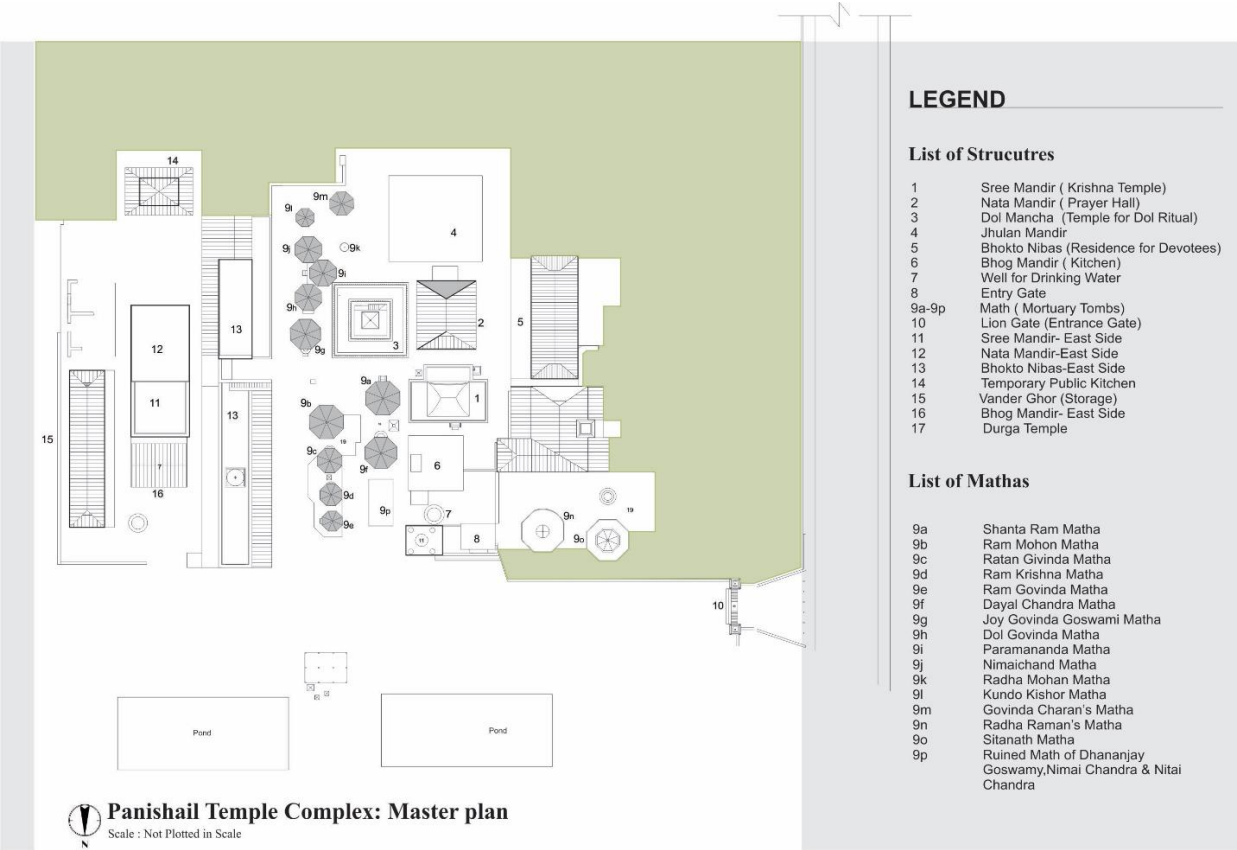 LEGEND
List of Strucutres
1 Sree Mandir ( Krishna Temple)
2 Nata Mandir ( Prayer Hall)
3 Dol Mancha (Temple for Dol Ritual)
4 Jhulan Mandir
5 Bhokto Nibas (Residence for Devotees)
6 Bhog Mandir ( Kitchen)
7 Well for Drinking Water
8 Entry Gate
9a-9p Math ( Mortuary Tombs)
10 Lion Gate (Entrance Gate)
11 Sree Mandir- East Side
12 Nata Mandir-East Side
13 Bhokto Nibas-East Side
14 Temporary Public Kitchen
15 Vander Ghor (Storage)
16 Bhog Mandir- East Side
17 Durga Temple
List of Mathas
9a Shanta Ram Matha
9b Ram Mohon Matha
9c Ratan Givinda Matha
9d Ram Krishna Matha
9e Ram Govinda Matha
9f Dayal Chandra Matha
9g Joy Govinda Goswami Matha
9h Dol Govinda Matha
9i Paramananda Matha
9j Nimaichand Matha
9k Radha Mohan Matha
9l Kundo Kishor Matha
9m Govinda Charan's Matha
9n Radha Raman's Matha
9o Sitanath Matha
9p Ruined Math of Dhananjay
Goswamy,Nimai Chandra & Nitai
Chandra
14
9m
9l
4
9j
9k
9i
9h
13
2
5
3
12
9g
9a
1
11
9b
13
15
19
9c
6
9f
7
16
9d
9p
7
19
9n
9e
8
9o
10
Pond
Pond
Panishail Temple Complex: Master plan
Scale : Not Plotted in Scale
N